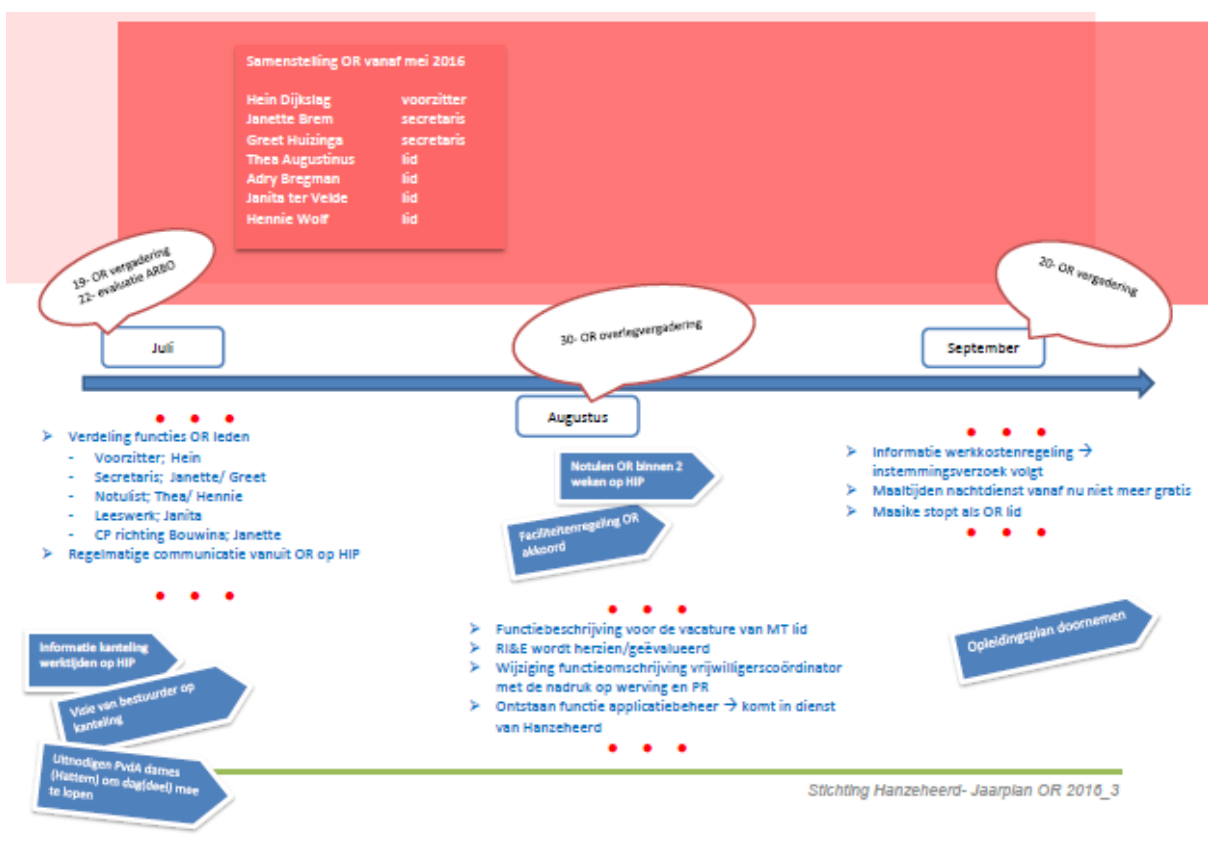 Samenstelling OR vanaf mei 2016
Hein Dijkslag voorzitter
Janette Brem secretaris
Greet Huizinga secretaris
Thea Augustinus lid
Adry Bregman lid
Janita ter Velde lid
Hennie Wolf lid
19- OR vergadering
22- evaluatie ARBO
30- OR overlegvergadering
20- OR vergadering
Juli
Augustus
September
➢ Verdeling functies OR leden
- Voorzitter; Hein
- Secretaris; Janette/ Greet
- Notulist; Thea/ Hennie
- Leeswerk; Janita
- CP richting Bouwina; Janette
➢ Regelmatige communicatie vanuit OR op HIP
Informatie kanteling
werktijden op HIP
Visie van bestuurder op
kanteling
Uitnodigen PvdA dames
(Hattem) om dag(deel) mee
te lopen
Notulen OR binnen 2
weken op HIP
Faciliteitenregeling OR
akkoord
➢ Functiebeschrijving voor de vacature van MT lid
➢ RI&E wordt herzien/geëvalueerd
➢ Wijziging functieomschrijving vrijwilligerscoördinator
met de nadruk op werving en PR
➢ Ontstaan functie applicatiebeheer → komt in dienst
van Hanzeheerd
➢ Informatie werkkostenregeling →
instemmingsverzoek volgt
➢ Maaltijden nachtdienst vanaf nu niet meer gratis
➢ Maaike stopt als OR lid
Opleidingsplan doornemen
Stichting Hanzeheerd- Jaarplan OR 2016_3